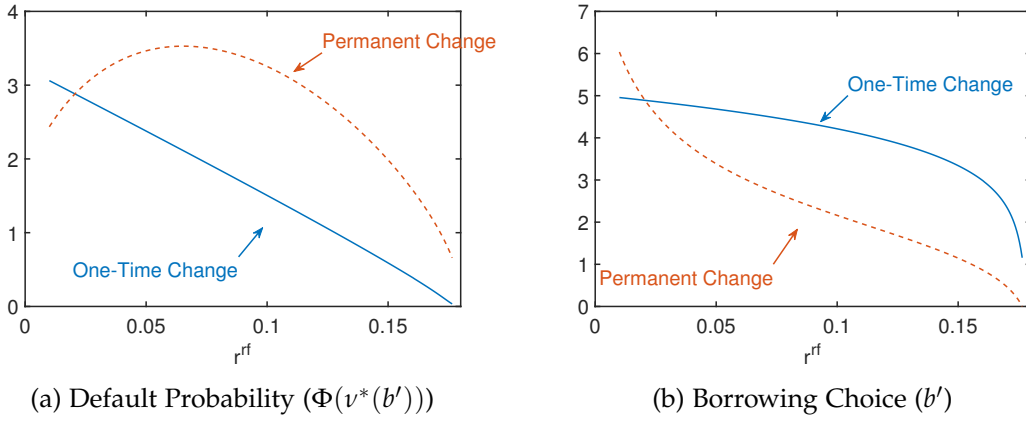 4
3
2
1
0
0
0.05
0.1
0.15
r^rf
Permanent Change
One-Time Change
(a) Default Probability (Φ(ν*(b′)))
7
6
5
4
3
2
1
0
0
0.05
0.1
0.15
r^rf
One-Time Change
Permanent Change
(b) Borrowing Choice (b′)